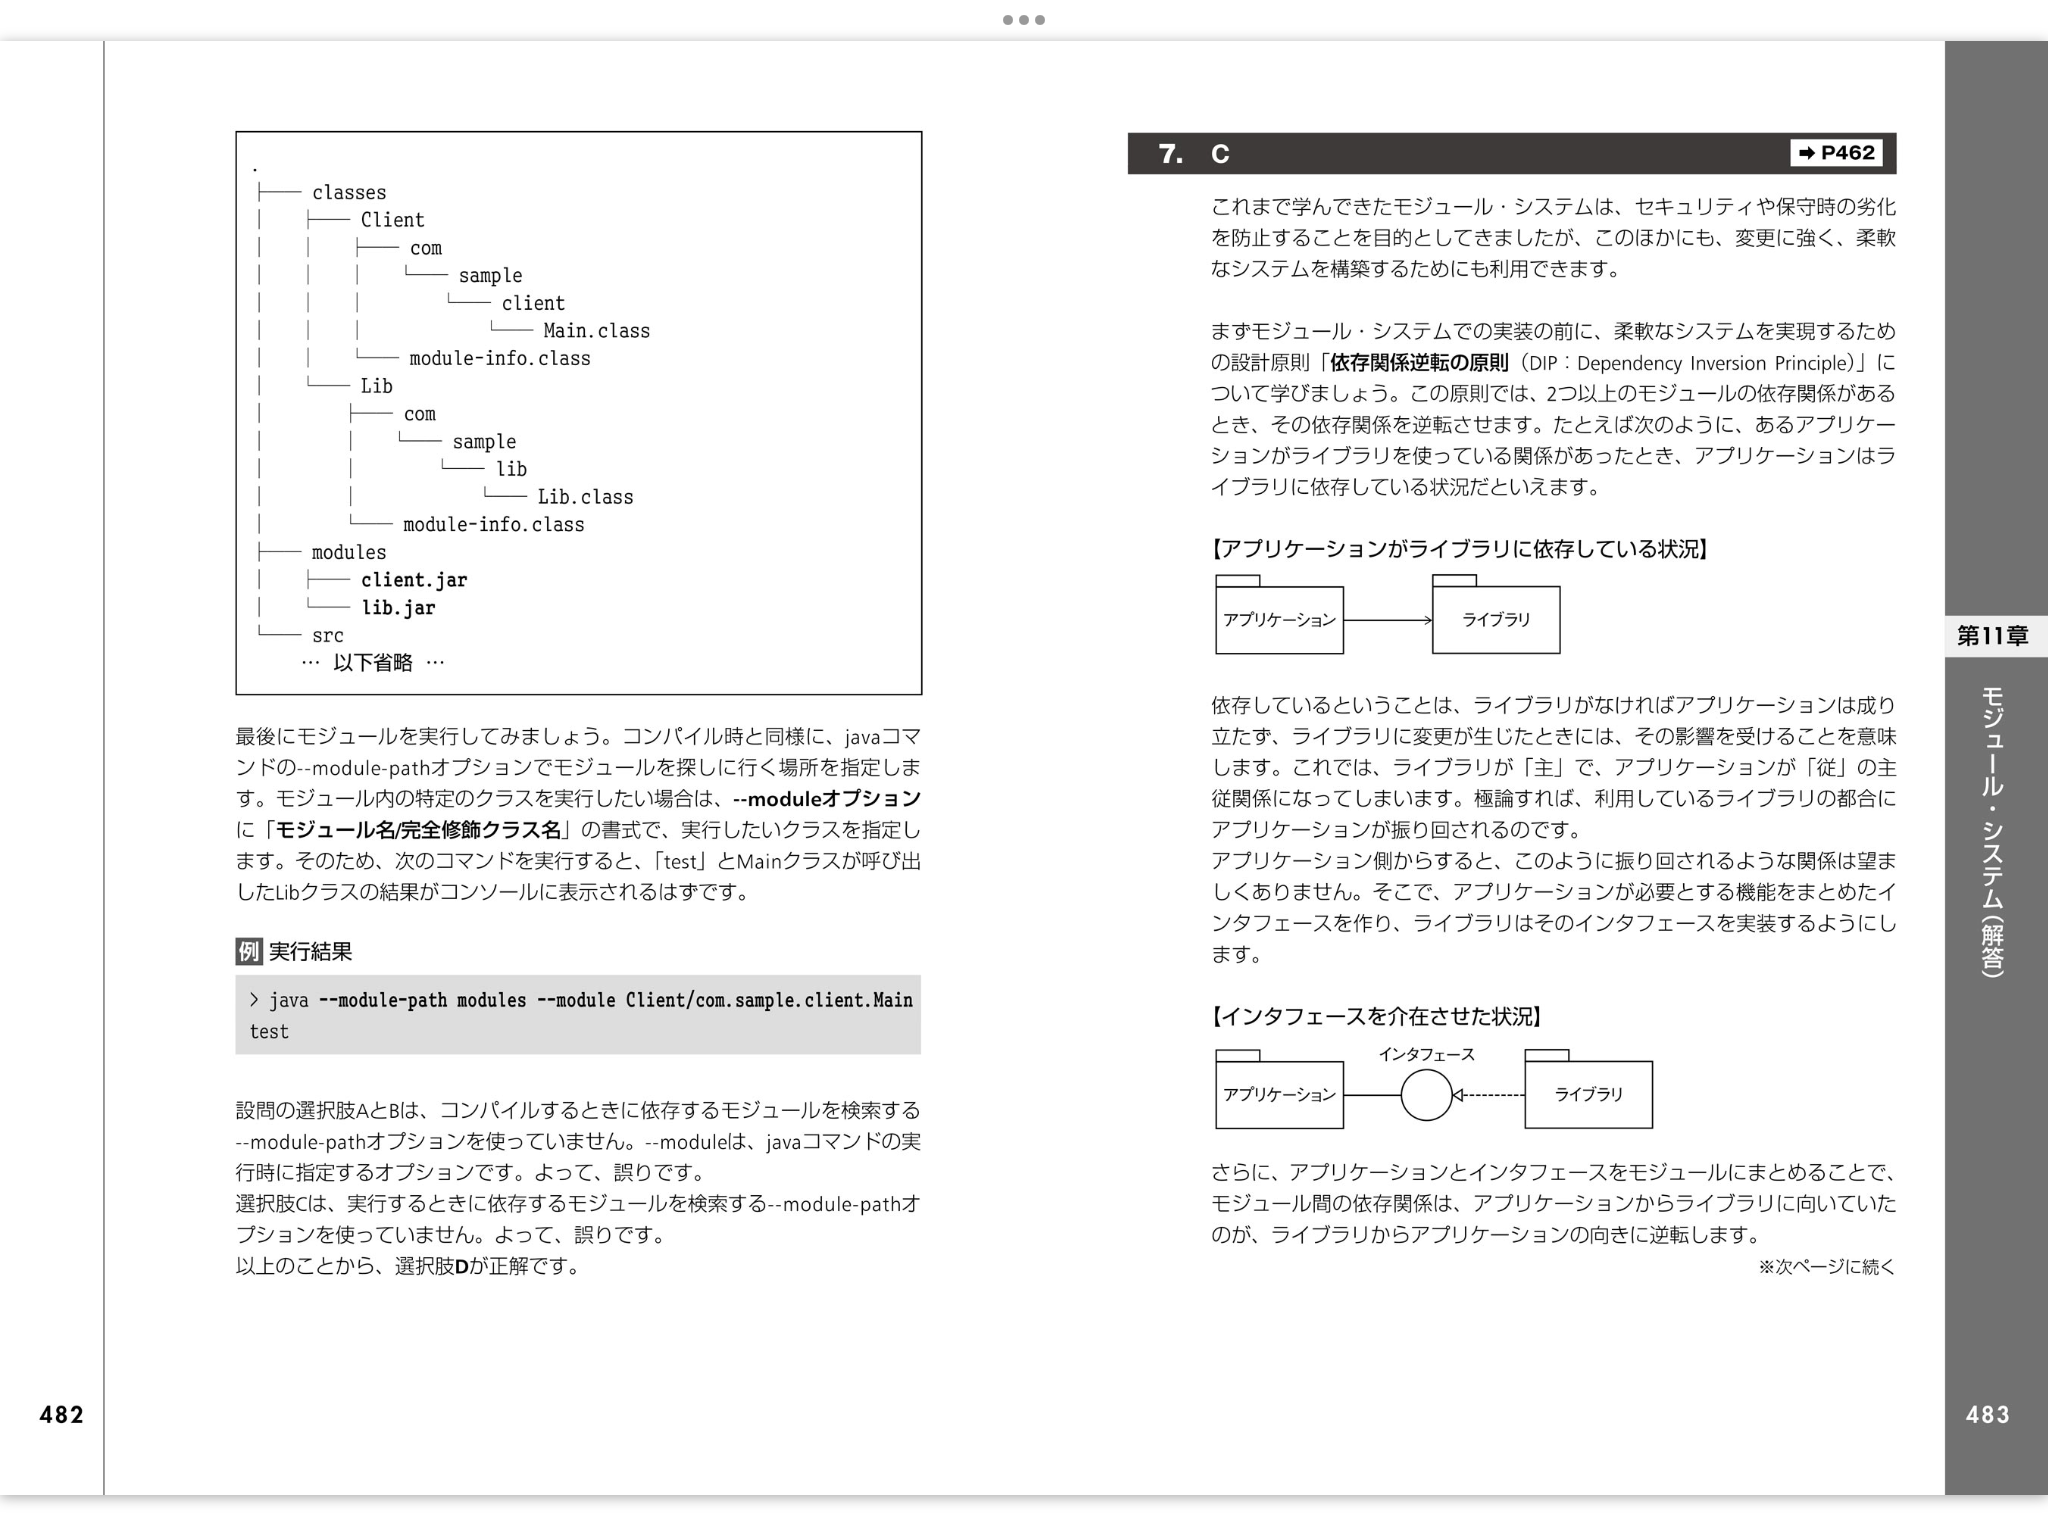 .
├── classes
│   ├── Client
│   │   ├── com
│   │   │   └── sample
│   │   │       └── client
│   │   │           └── Main.class
│   │   └── module-info.class
│   └── Lib
│       ├── com
│       │   └── sample
│       │       └── lib
│       │           └── Lib.class
│       └── module-info.class
├── modules
│   ├── client.jar
│   └── lib.jar
└── src
… 以下省略 …
最後にモジュールを実行してみましょう。コンパイル時と同様に、javaコマ
ンドの--module-pathオプションでモジュールを探しに行く場所を指定しま
す。モジュール内の特定のクラスを実行したい場合は、--moduleオプション
に「モジュール名/完全修飾クラス名」の書式で、実行したいクラスを指定し
ます。そのため、次のコマンドを実行すると、「test」とMainクラスが呼び出
したLibクラスの結果がコンソールに表示されるはずです。
例 実行結果
> java --module-path modules --module Client/com.sample.client.Main
test
設問の選択肢AとBは、コンパイルするときに依存するモジュールを検索する
--module-pathオプションを使っていません。--moduleは、javaコマンドの実
行時に指定するオプションです。よって、誤りです。
選択肢Cは、実行するときに依存するモジュールを検索する--module-pathオ
プションを使っていません。よって、誤りです。
以上のことから、選択肢Dが正解です。
482
7. C ➡ P462
これまで学んできたモジュール・システムは、セキュリティや保守時の劣化
を防止することを目的としてきましたが、このほかにも、変更に強く、柔軟
なシステムを構築するためにも利用できます。
まずモジュール・システムでの実装の前に、柔軟なシステムを実現するため
の設計原則「依存関係逆転の原則（DIP：Dependency Inversion Principle）」に
ついて学びましょう。この原則では、2つ以上のモジュールの依存関係がある
とき、その依存関係を逆転させます。たとえば次のように、あるアプリケー
ションがライブラリを使っている関係があったとき、アプリケーションはラ
イブラリに依存している状況だといえます。
【アプリケーションがライブラリに依存している状況】
アプリケーション
ライブラリ
依存しているということは、ライブラリがなければアプリケーションは成り
立たず、ライブラリに変更が生じたときには、その影響を受けることを意味
します。これでは、ライブラリが「主」で、アプリケーションが「従」の主
従関係になってしまいます。極論すれば、利用しているライブラリの都合に
アプリケーションが振り回されるのです。
アプリケーション側からすると、このように振り回されるような関係は望ま
しくありません。そこで、アプリケーションが必要とする機能をまとめたイ
ンタフェースを作り、ライブラリはそのインタフェースを実装するようにし
ます。
【インタフェースを介在させた状況】
インタフェース
アプリケーション
ライブラリ
さらに、アプリケーションとインタフェースをモジュールにまとめることで、
モジュール間の依存関係は、アプリケーションからライブラリに向いていた
のが、ライブラリからアプリケーションの向きに逆転します。
※次ページに続く
第11章
モジュール・システム（解答）
483